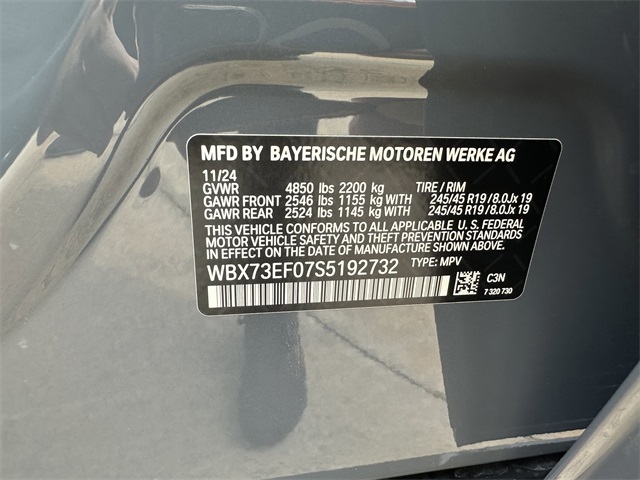 MFD BY BAYERISCHE MOTOREN WERKE AG
11/24
GVWR 4850 lbs 2200 kg TIRE / RIM
GAWR FRONT 2546 lbs 1155 kg WITH 245/45 R19 / 8.0Jx 19
GAWR REAR 2524 lbs 1145 kg WITH 245/45 R19 / 8.0Jx 19
THIS VEHICLE CONFORMS TO ALL APPLICABLE U. S. FEDERAL
MOTOR VEHICLE SAFETY, BUMPER, AND THEFT PREVENTION STANDARDS
IN EFFECT ON THE DATE OF MANUFACTURE SHOWN ABOVE.
WBX73EF07S5192732 TYPE: MPV
C3N
7 320 730